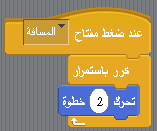 عند ضغط مفتاح المسافة
كرر باستمرار
تحرك 2 خطوة